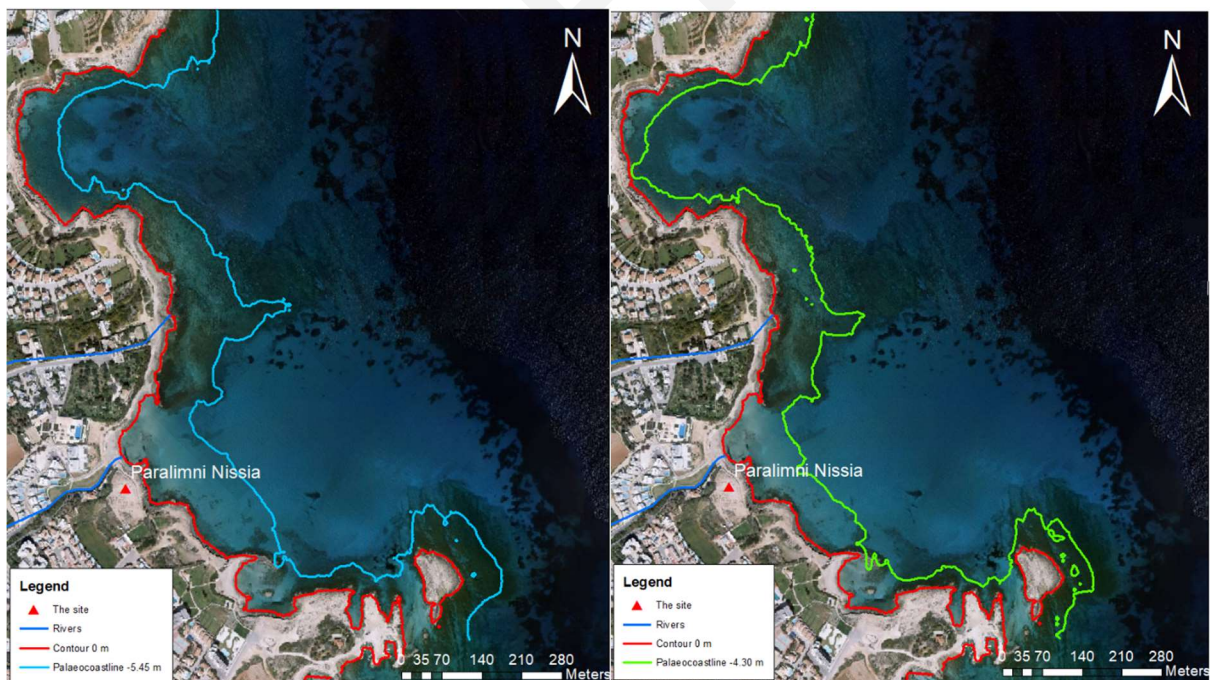 N
Paralimni Nissia
Legend
The site
Rivers
Contour 0 m
Palaeocoastline -5.45 m
0 35 70 140 210 280
Meters
N
Paralimni Nissia
Legend
The site
Rivers
Contour 0 m
Palaeocoastline -4.30 m
0 35 70 140 210 280
Meters